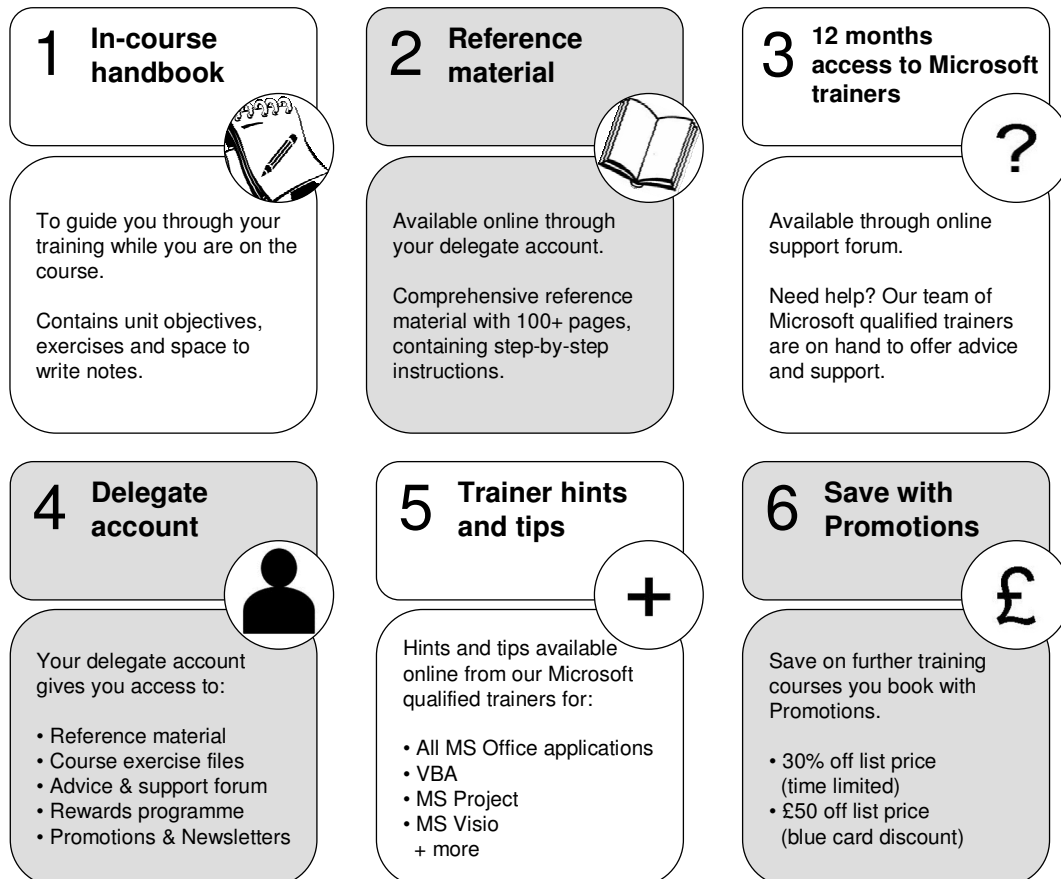 1
In-course
handbook
To guide you through your
training while you are on the
course.
Contains unit objectives,
exercises and space to
write notes.
2
Reference
material
Available online through
your delegate account.
Comprehensive reference
material with 100+ pages,
containing step-by-step
instructions.
3
12 months
access to Microsoft
trainers
?
Available through online
support forum.
Need help? Our team of
Microsoft qualified trainers
are on hand to offer advice
and support.
4
Delegate
account
Your delegate account
gives you access to:
• Reference material
• Course exercise files
• Advice & support forum
• Rewards programme
• Promotions & Newsletters
5
Trainer hints
and tips
+
Hints and tips available
online from our Microsoft
qualified trainers for:
• All MS Office applications
• VBA
• MS Project
• MS Visio
+ more
6
Save with
Promotions
£
Save on further training
courses you book with
Promotions.
• 30% off list price
(time limited)
• £50 off list price
(blue card discount)